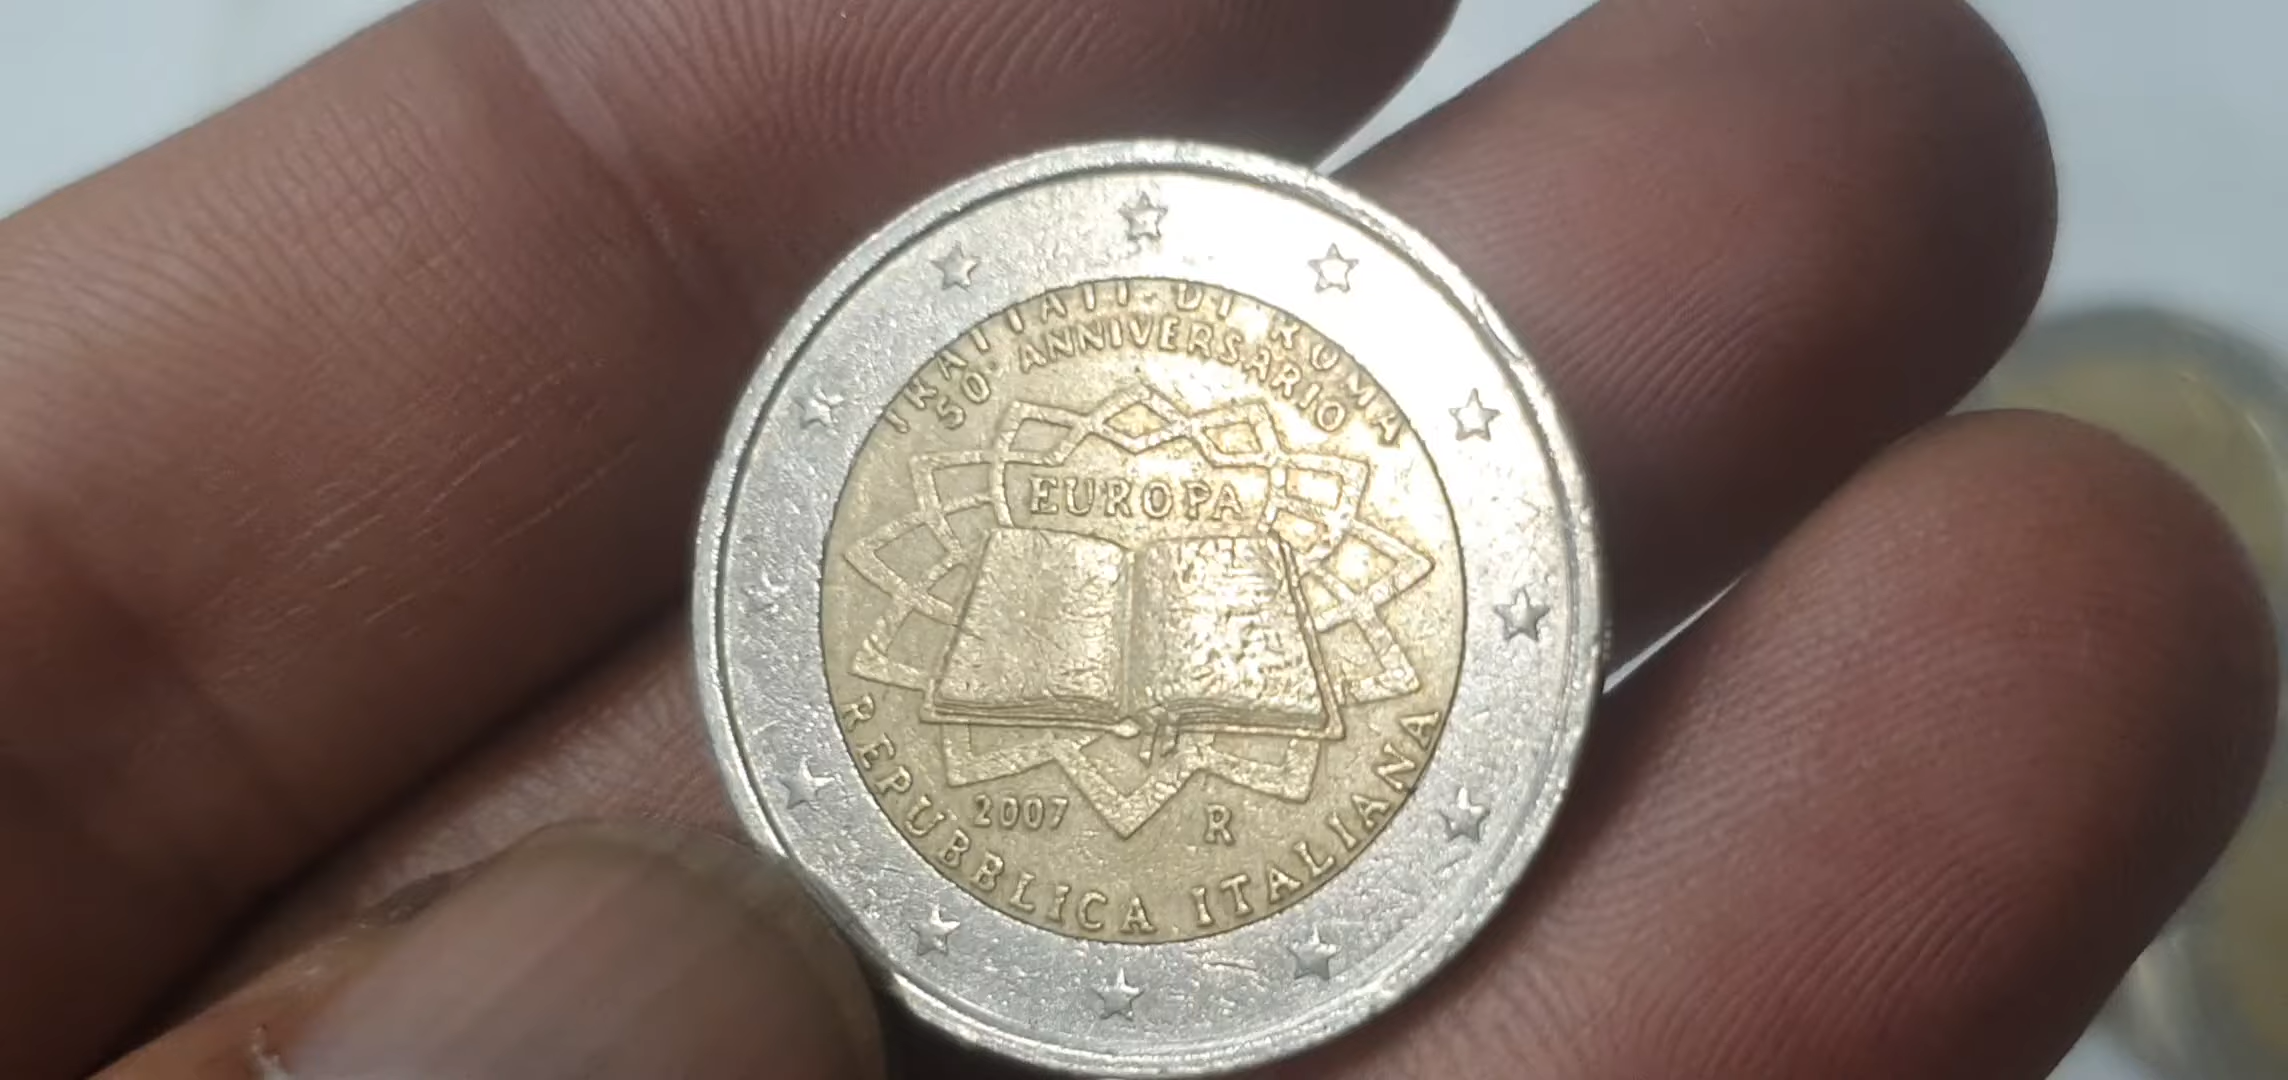 TRATTATI DI ROMA
50° ANNIVERSARIO
EUROPA
2007 R
REPUBBLICA ITALIANA